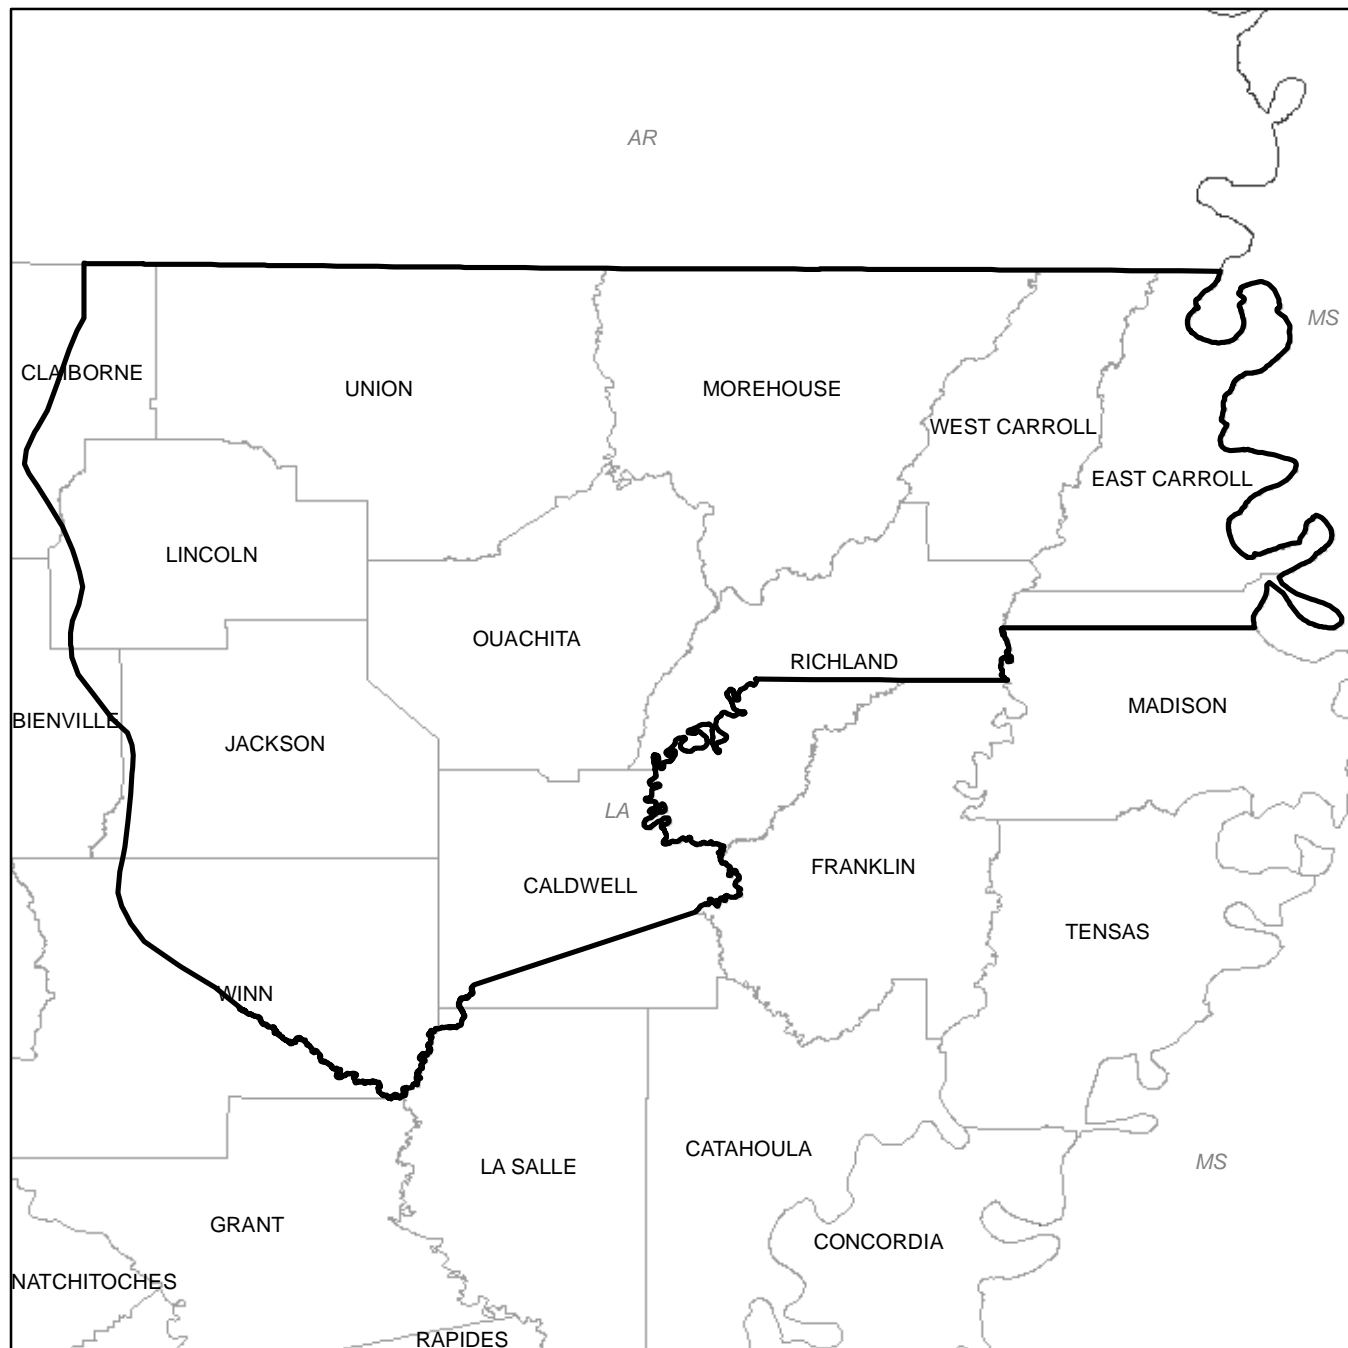 AR
MS
CLAIBORNE
UNION
MOREHOUSE
WEST CARROLL
EAST CARROLL
LINCOLN
OUACHITA
RICHLAND
MADISON
BIENVILLE
JACKSON
LA
FRANKLIN
CALDWELL
TENSAS
WINN
CATAHOULA
MS
LA SALLE
GRANT
CONCORDIA
NATCHITOCHES
RAPIDES